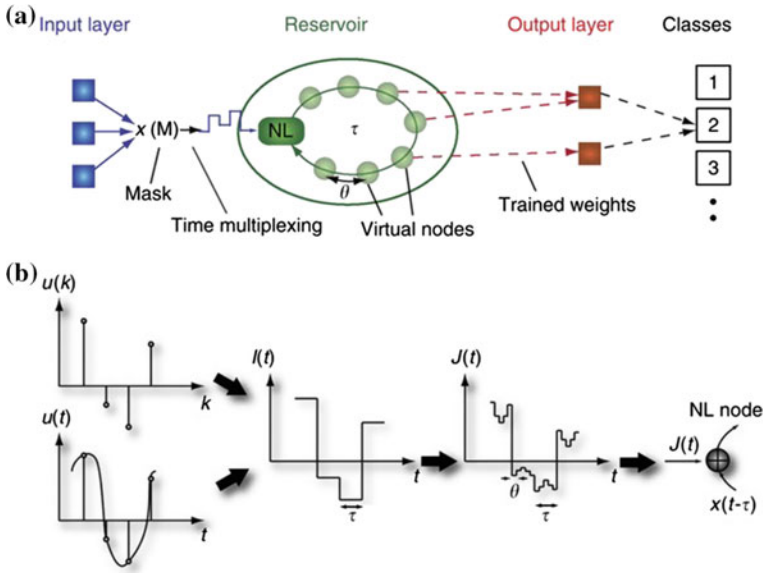 (a)
Input layer
Reservoir
Output layer
Classes
x (M)
NL
τ
θ
1
2
3
Mask
Time multiplexing
Virtual nodes
Trained weights
(b)
u(k)
k
u(t)
t
I(t)
t
τ
J(t)
t
θ
τ
NL node
J(t)
x(t-τ)